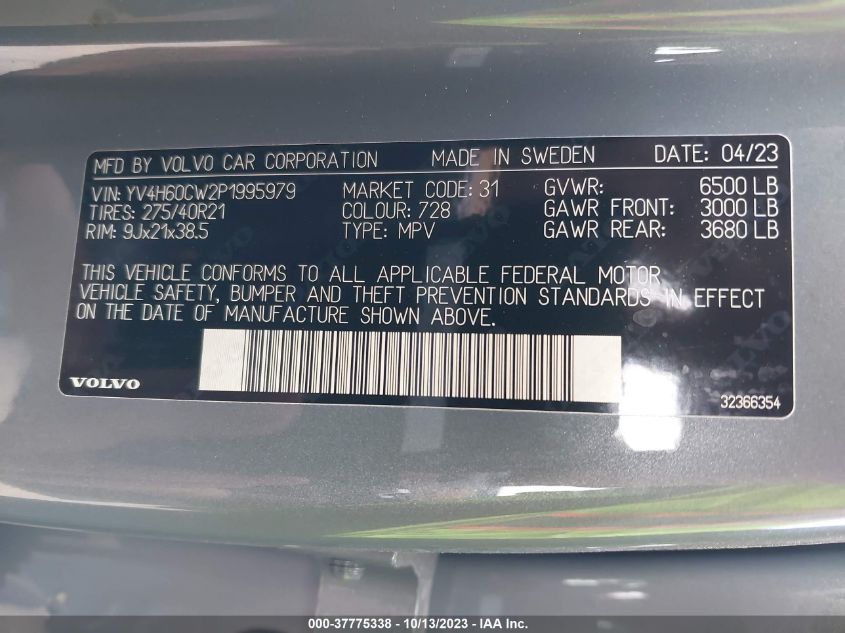 MFD BY VOLVO CAR CORPORATION MADE IN SWEDEN DATE: 04/23
VIN: YV4H60CW2P1995979 MARKET CODE: 31 GVWR: 6500 LB
TIRES: 275/40R21 COLOUR: 728 GAWR FRONT: 3000 LB
RIM: 9Jx21x38.5 TYPE: MPV GAWR REAR: 3680 LB
THIS VEHICLE CONFORMS TO ALL APPLICABLE FEDERAL MOTOR
VEHICLE SAFETY, BUMPER AND THEFT PREVENTION STANDARDS IN EFFECT
ON THE DATE OF MANUFACTURE SHOWN ABOVE.
VOLVO
32366354
000-37775338 - 10/13/2023 - IAA Inc.